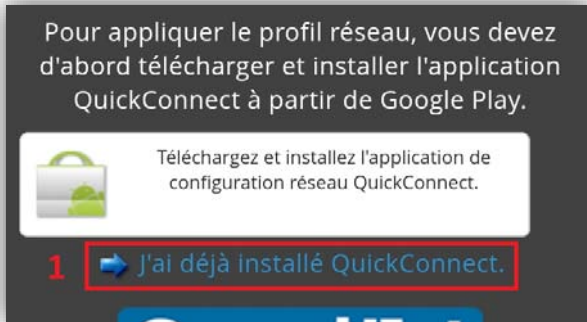 Pour appliquer le profil réseau, vous devez
d'abord télécharger et installer l'application
QuickConnect à partir de Google Play.
Téléchargez et installez l'application de
configuration réseau QuickConnect.
1 J'ai déjà installé QuickConnect.